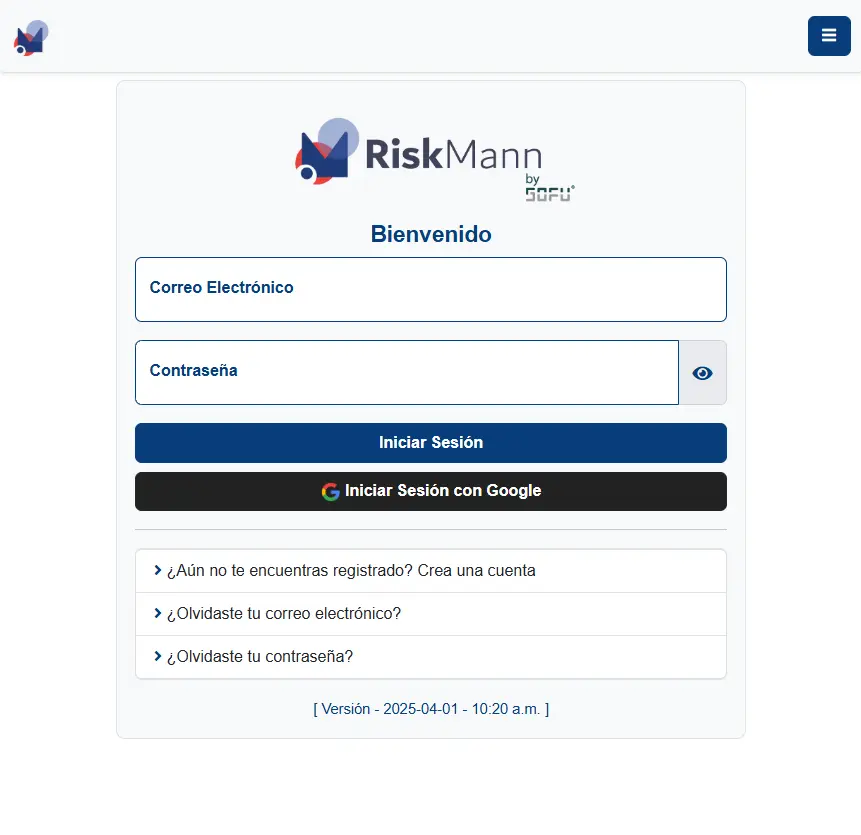 RiskMann
by
SOFU®
Bienvenido
Correo Electrónico
Contraseña
Iniciar Sesión
Iniciar Sesión con Google
¿Aún no te encuentras registrado? Crea una cuenta
¿Olvidaste tu correo electrónico?
¿Olvidaste tu contraseña?
[ Versión - 2025-04-01 - 10:20 a.m. ]